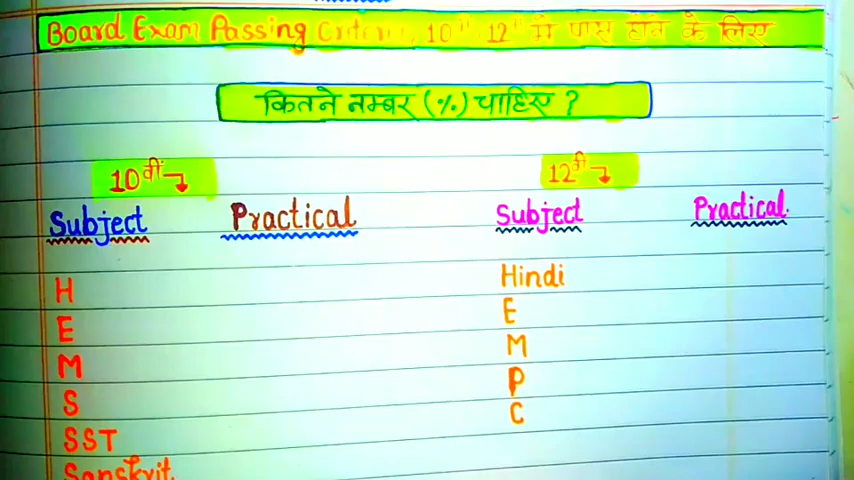 Board Exam Passing Criteria, 10th 12th में पास होने के लिए
कितने नम्बर (%) चाहिए ?
10वीं 12वी
Subject Practical Subject Practical
H Hindi
E E
M M
S P
SST C
Sanskrit